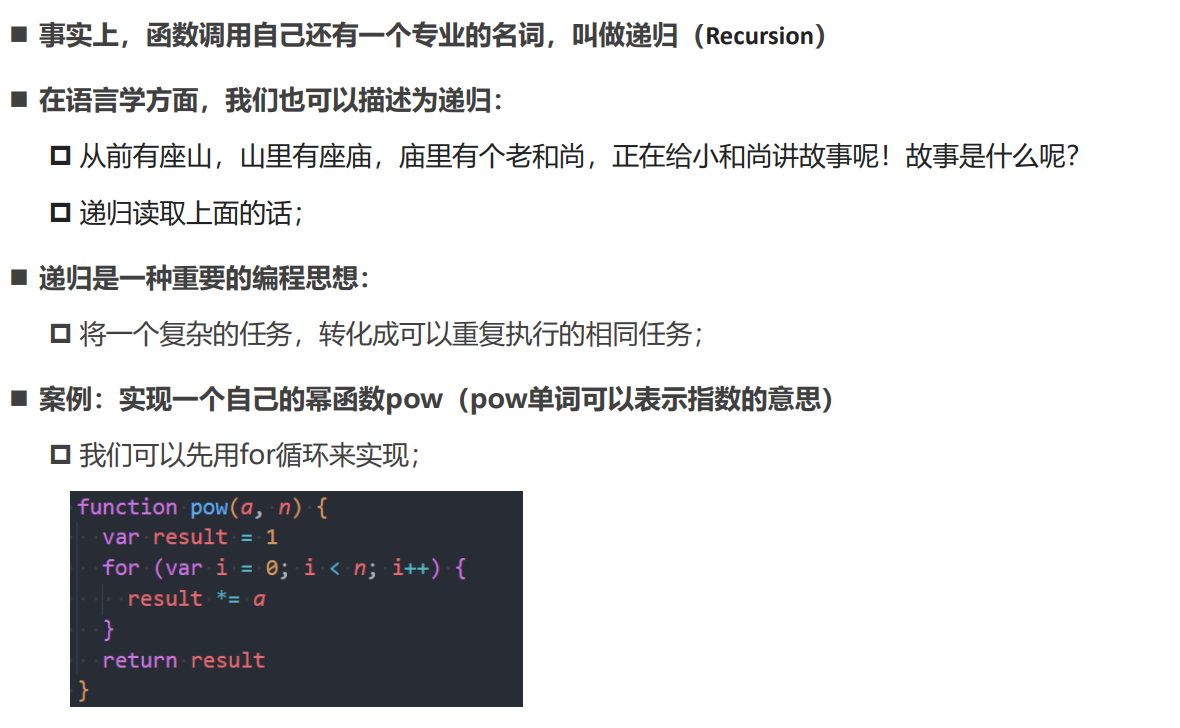 事实上，函数调用自己还有一个专业的名词，叫做递归（Recursion）
在语言学方面，我们也可以描述为递归：
从前有座山，山里有座庙，庙里有个老和尚，正在给小和尚讲故事呢！故事是什么呢？
递归读取上面的话；
递归是一种重要的编程思想：
将一个复杂的任务，转化成可以重复执行的相同任务；
案例：实现一个自己的幂函数pow（pow单词可以表示指数的意思）
我们可以先用for循环来实现；
function pow(a, n) {
  var result = 1
  for (var i = 0; i < n; i++) {
    result *= a
  }
  return result
}